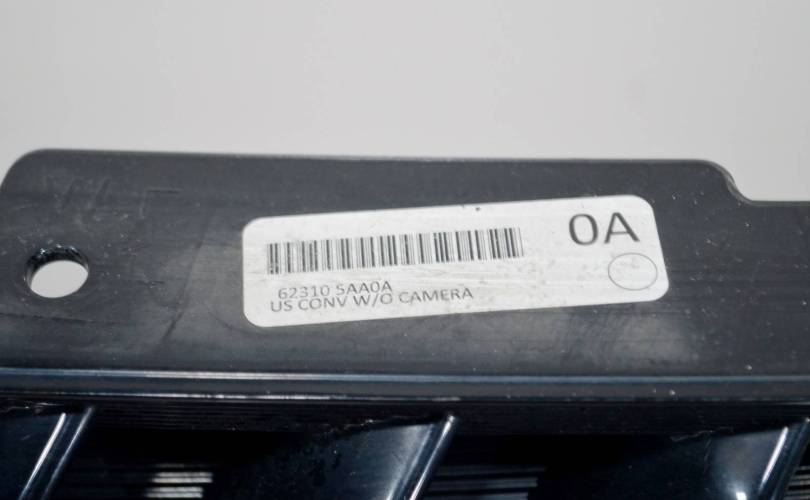 0A
62310 5AA0A
US CONV W/O CAMERA